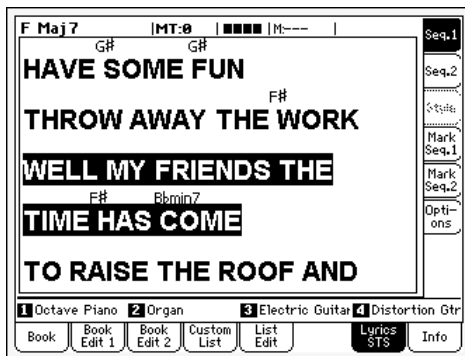 F Maj7 |MT:0 | |M:--- |
G# G#
HAVE SOME FUN
F#
THROW AWAY THE WORK
WELL MY FRIENDS THE
F# B♭min7
TIME HAS COME
TO RAISE THE ROOF AND
1 Octave Piano 2 Organ 3 Electric Guitar 4 Distortion Gtr
Book
Book
Edit 1
Book
Edit 2
Custom
List
List
Edit
Lyrics
STS
Info
Seq.1
Seq.2
Style
Mark
Seq.1
Mark
Seq.2
Opti-
ons